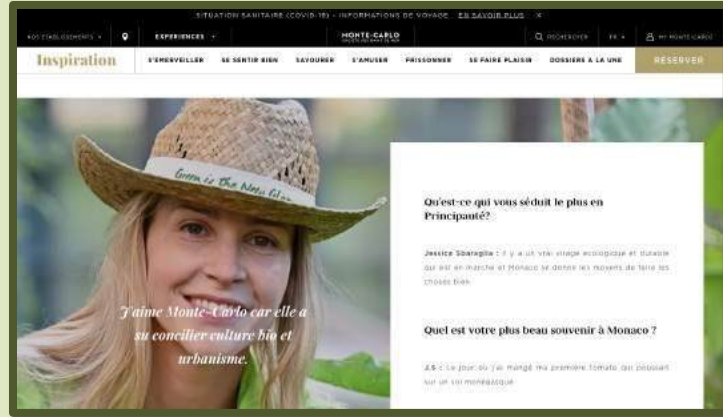 SITUATION SANITAIRE (COVID-19) - INFORMATIONS DE VOYAGE. EN SAVOIR PLUS X
NOS ETABLISSEMENTS EXPERIENCES MONTE-CARLO RECHERCHER FR MY MONTE-CARLO
Inspiration S'EMERVEILLER SE SENTIR BIEN SAVOURER S'AMUSER FRISSONNER SE FAIRE PLAISIR DOSSIERS A LA UNE RÉSERVER
Green is the New Glam
J'aime Monte-Carlo car elle a
su concilier culture bio et
urbanisme.
Qu'est-ce qui vous séduit le plus en
Principauté?
Jessica Sbaraglia : il y a un vrai virage écologique et durable
qui est en marche et Monaco se donne les moyens de faire les
choses bien.
Quel est votre plus beau souvenir à Monaco ?
J.S : Le jour où j'ai mangé ma première tomate qui poussait
sur un sol monégasque.